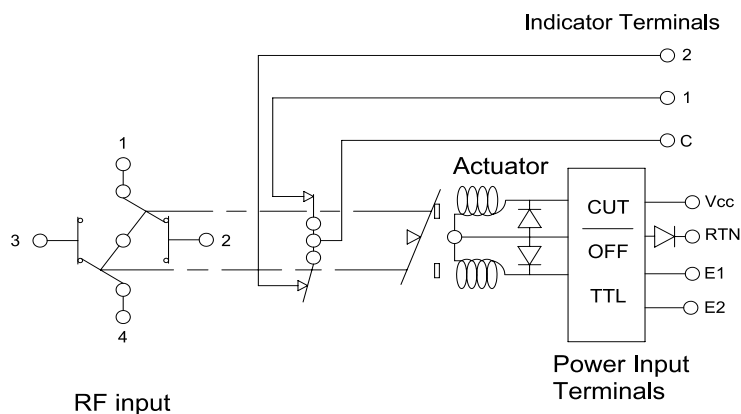 Indicator Terminals
2
1
C
1
Actuator
CUT
OFF
TTL
Vcc
RTN
E1
E2
3
2
4
Power Input
Terminals
RF input